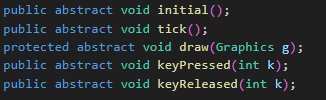 public abstract void initial();
public abstract void tick();
protected abstract void draw(Graphics g);
public abstract void keyPressed(int k);
public abstract void keyReleased(int k);